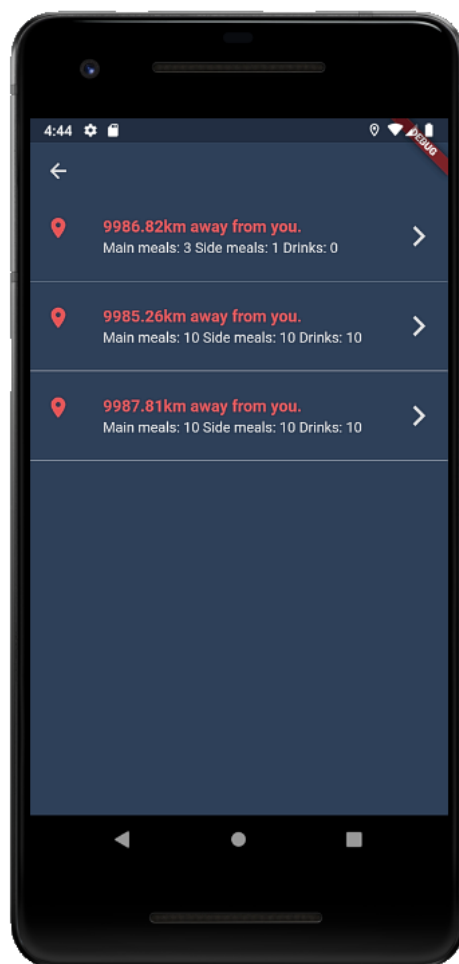 4:44
DEBUG
9986.82km away from you.
Main meals: 3 Side meals: 1 Drinks: 0
9985.26km away from you.
Main meals: 10 Side meals: 10 Drinks: 10
9987.81km away from you.
Main meals: 10 Side meals: 10 Drinks: 10